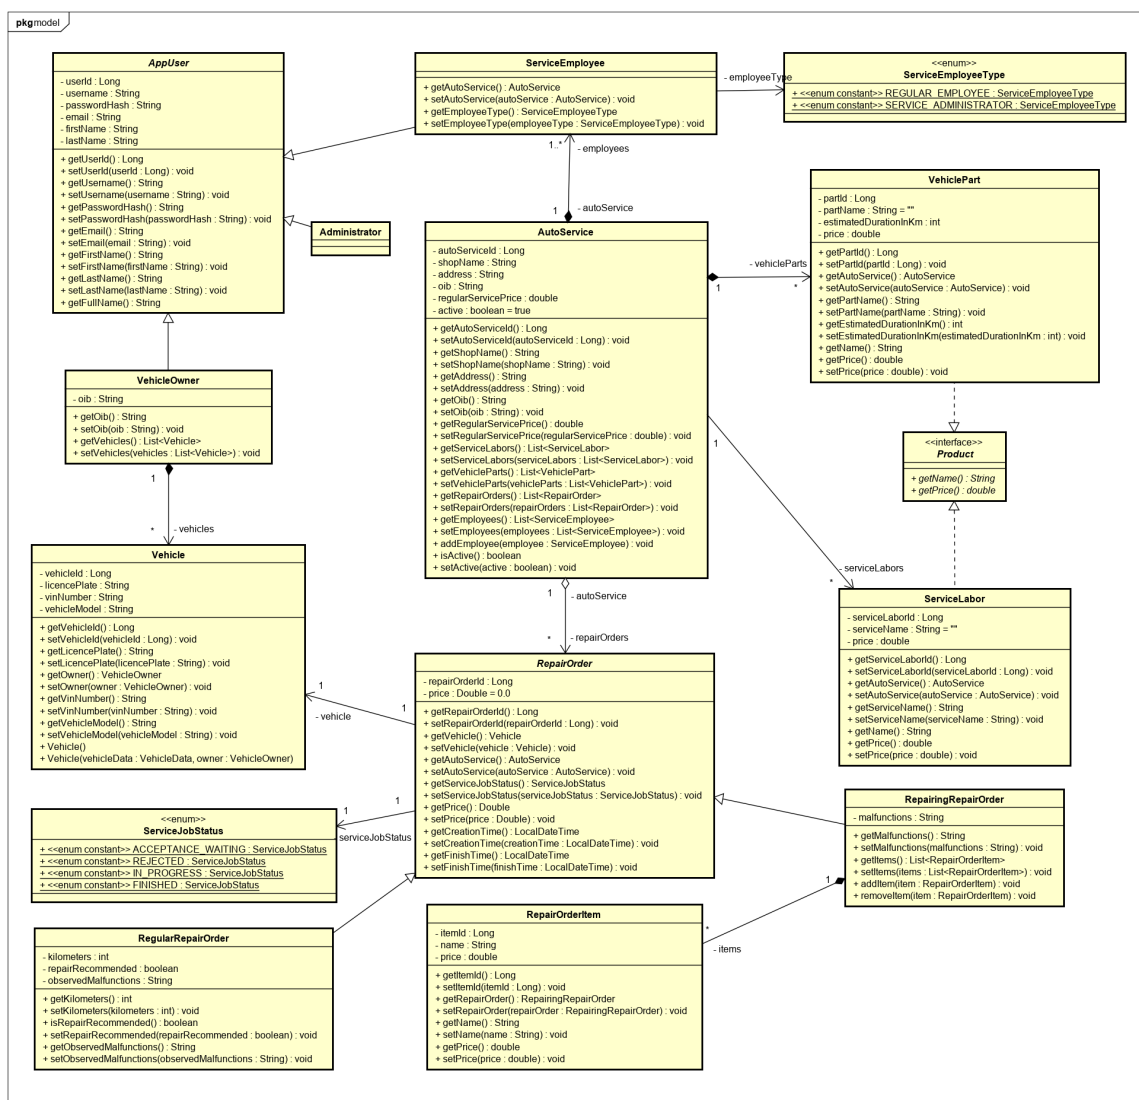 pkg model
AppUser
- userId : Long
- username : String
- passwordHash : String
- email : String
- firstName : String
- lastName : String
+ getUserId() : Long
+ setUserId(userId : Long) : void
+ getUsername() : String
+ setUsername(username : String) : void
+ getPasswordHash() : String
+ setPasswordHash(passwordHash : String) : void
+ getEmail() : String
+ setEmail(email : String) : void
+ getFirstName() : String
+ setFirstName(firstName : String) : void
+ getLastName() : String
+ setLastName(lastName : String) : void
+ getFullName() : String
ServiceEmployee
+ getAutoService() : AutoService
+ setAutoService(autoService : AutoService) : void
+ getEmployeeType() : ServiceEmployeeType
+ setEmployeeType(employeeType : ServiceEmployeeType) : void
- employeeType
<<enum>>
ServiceEmployeeType
+ <<enum constant>> REGULAR_EMPLOYEE : ServiceEmployeeType
+ <<enum constant>> SERVICE_ADMINISTRATOR : ServiceEmployeeType
1..*
- employees
1
- autoService
Administrator
AutoService
- autoServiceId : Long
- shopName : String
- address : String
- oib : String
- regularServicePrice : double
- active : boolean = true
+ getAutoServiceId() : Long
+ setAutoServiceId(autoServiceId : Long) : void
+ getShopName() : String
+ setShopName(shopName : String) : void
+ getAddress() : String
+ setAddress(address : String) : void
+ getOib() : String
+ setOib(oib : String) : void
+ getRegularServicePrice() : double
+ setRegularServicePrice(regularServicePrice : double) : void
+ getServiceLabors() : List<ServiceLabor>
+ setServiceLabors(serviceLabors : List<ServiceLabor>) : void
+ getVehicleParts() : List<VehiclePart>
+ setVehicleParts(vehicleParts : List<VehiclePart>) : void
+ getRepairOrders() : List<RepairOrder>
+ setRepairOrders(repairOrders : List<RepairOrder>) : void
+ getEmployees() : List<ServiceEmployee>
+ setEmployees(employees : List<ServiceEmployee>) : void
+ addEmployee(employee : ServiceEmployee) : void
+ isActive() : boolean
+ setActive(active : boolean) : void
- vehicleParts
1
*
VehiclePart
- partId : Long
- partName : String = ""
- estimatedDurationInKm : int
- price : double
+ getPartId() : Long
+ setPartId(partId : Long) : void
+ getAutoService() : AutoService
+ setAutoService(autoService : AutoService) : void
+ getPartName() : String
+ setPartName(partName : String) : void
+ getEstimatedDurationInKm() : int
+ setEstimatedDurationInKm(estimatedDurationInKm : int) : void
+ getName() : String
+ getPrice() : double
+ setPrice(price : double) : void
VehicleOwner
- oib : String
+ getOib() : String
+ setOib(oib : String) : void
+ getVehicles() : List<Vehicle>
+ setVehicles(vehicles : List<Vehicle>) : void
1
*
- vehicles
<<interface>>
Product
+ getName() : String
+ getPrice() : double
1
- serviceLabors
*
Vehicle
- vehicleId : Long
- licencePlate : String
- vinNumber : String
- vehicleModel : String
+ getVehicleId() : Long
+ setVehicleId(vehicleId : Long) : void
+ getLicencePlate() : String
+ setLicencePlate(licencePlate : String) : void
+ getOwner() : VehicleOwner
+ setOwner(owner : VehicleOwner) : void
+ getVinNumber() : String
+ setVinNumber(vinNumber : String) : void
+ getVehicleModel() : String
+ setVehicleModel(vehicleModel : String) : void
+ Vehicle()
+ Vehicle(vehicleData : VehicleData, owner : VehicleOwner)
1
- autoService
*
- repairOrders
ServiceLabor
- serviceLaborId : Long
- serviceName : String = ""
- price : double
+ getServiceLaborId() : Long
+ setServiceLaborId(serviceLaborId : Long) : void
+ getAutoService() : AutoService
+ setAutoService(autoService : AutoService) : void
+ getServiceName() : String
+ setServiceName(serviceName : String) : void
+ getName() : String
+ getPrice() : double
+ setPrice(price : double) : void
RepairOrder
- repairOrderId : Long
- price : Double = 0.0
+ getRepairOrderId() : Long
+ setRepairOrderId(repairOrderId : Long) : void
+ getVehicle() : Vehicle
+ setVehicle(vehicle : Vehicle) : void
+ getAutoService() : AutoService
+ setAutoService(autoService : AutoService) : void
+ getServiceJobStatus() : ServiceJobStatus
+ setServiceJobStatus(serviceJobStatus : ServiceJobStatus) : void
+ getPrice() : Double
+ setPrice(price : Double) : void
+ getCreationTime() : LocalDateTime
+ setCreationTime(creationTime : LocalDateTime) : void
+ getFinishTime() : LocalDateTime
+ setFinishTime(finishTime : LocalDateTime) : void
1
- vehicle
1
1
1
serviceJobStatus
<<enum>>
ServiceJobStatus
+ <<enum constant>> ACCEPTANCE_WAITING : ServiceJobStatus
+ <<enum constant>> REJECTED : ServiceJobStatus
+ <<enum constant>> IN_PROGRESS : ServiceJobStatus
+ <<enum constant>> FINISHED : ServiceJobStatus
RepairingRepairOrder
- malfunctions : String
+ getMalfunctions() : String
+ setMalfunctions(malfunctions : String) : void
+ getItems() : List<RepairOrderItem>
+ setItems(items : List<RepairOrderItem>) : void
+ addItem(item : RepairOrderItem) : void
+ removeItem(item : RepairOrderItem) : void
1
*
- items
RegularRepairOrder
- kilometers : int
- repairRecommended : boolean
- observedMalfunctions : String
+ getKilometers() : int
+ setKilometers(kilometers : int) : void
+ isRepairRecommended() : boolean
+ setRepairRecommended(repairRecommended : boolean) : void
+ getObservedMalfunctions() : String
+ setObservedMalfunctions(observedMalfunctions : String) : void
RepairOrderItem
- itemId : Long
- name : String
- price : double
+ getItemId() : Long
+ setItemId(itemId : Long) : void
+ getRepairOrder() : RepairingRepairOrder
+ setRepairOrder(repairOrder : RepairingRepairOrder) : void
+ getName() : String
+ setName(name : String) : void
+ getPrice() : double
+ setPrice(price : double) : void